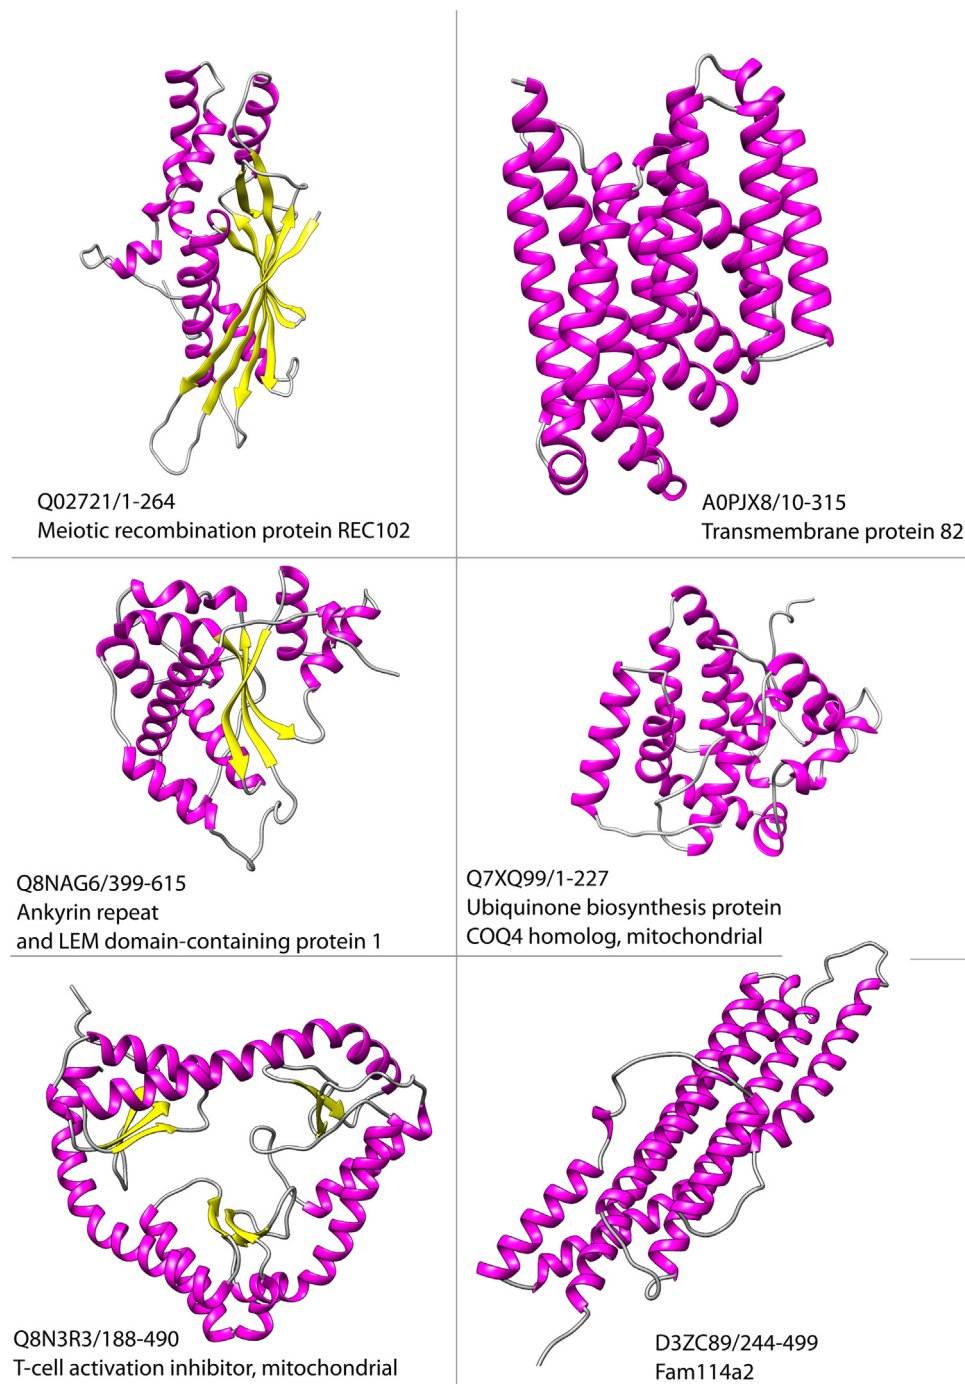 Q02721/1-264
Meiotic recombination protein REC102
A0PJX8/10-315
Transmembrane protein 82
Q8NAG6/399-615
Ankyrin repeat
and LEM domain-containing protein 1
Q7XQ99/1-227
Ubiquinone biosynthesis protein
COQ4 homolog, mitochondrial
Q8N3R3/188-490
T-cell activation inhibitor, mitochondrial
D3ZC89/244-499
Fam114a2